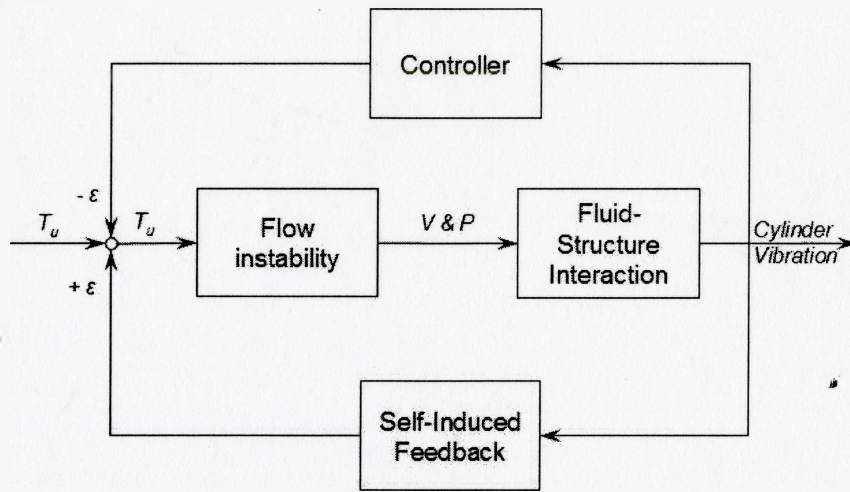 Controller
- ε
T_u
T_u
Flow
instability
V & P
Fluid-
Structure
Interaction
Cylinder
Vibration
+ ε
Self-Induced
Feedback